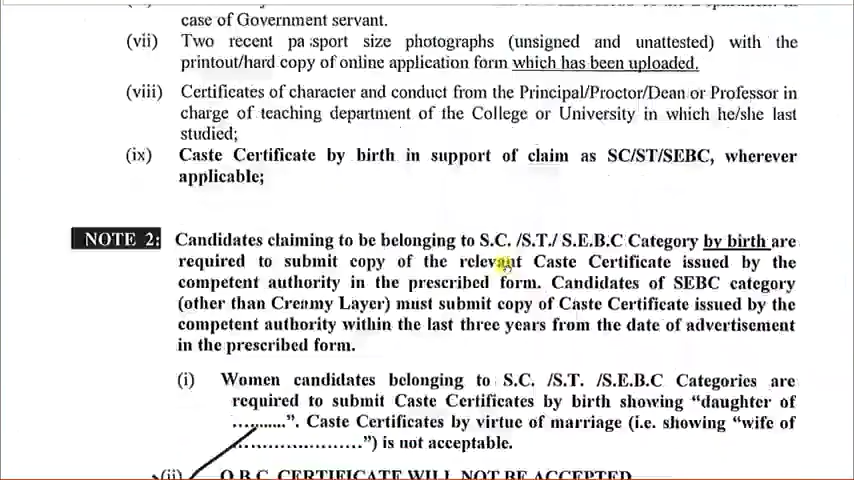 case of Government servant.
(vii) Two recent pa sport size photographs (unsigned and unattested) with the
printout/hard copy of online application form which has been uploaded.
(viii) Certificates of character and conduct from the Principal/Proctor/Dean or Professor in
charge of teaching department of the College or University in which he/she last
studied;
(ix) Caste Certificate by birth in support of claim as SC/ST/SEBC, wherever
applicable;
NOTE 2: Candidates claiming to be belonging to S.C. /S.T./ S.E.B.C Category by birth are
required to submit copy of the relevant Caste Certificate issued by the
competent authority in the prescribed form. Candidates of SEBC category
(other than Creamy Layer) must submit copy of Caste Certificate issued by the
competent authority within the last three years from the date of advertisement
in the prescribed form.
(i) Women candidates belonging to S.C. /S.T. /S.E.B.C Categories are
required to submit Caste Certificates by birth showing “daughter of
...........”. Caste Certificates by virtue of marriage (i.e. showing “wife of
......................”) is not acceptable.
(ii) O.B.C. CERTIFICATE WILL NOT BE ACCEPTED